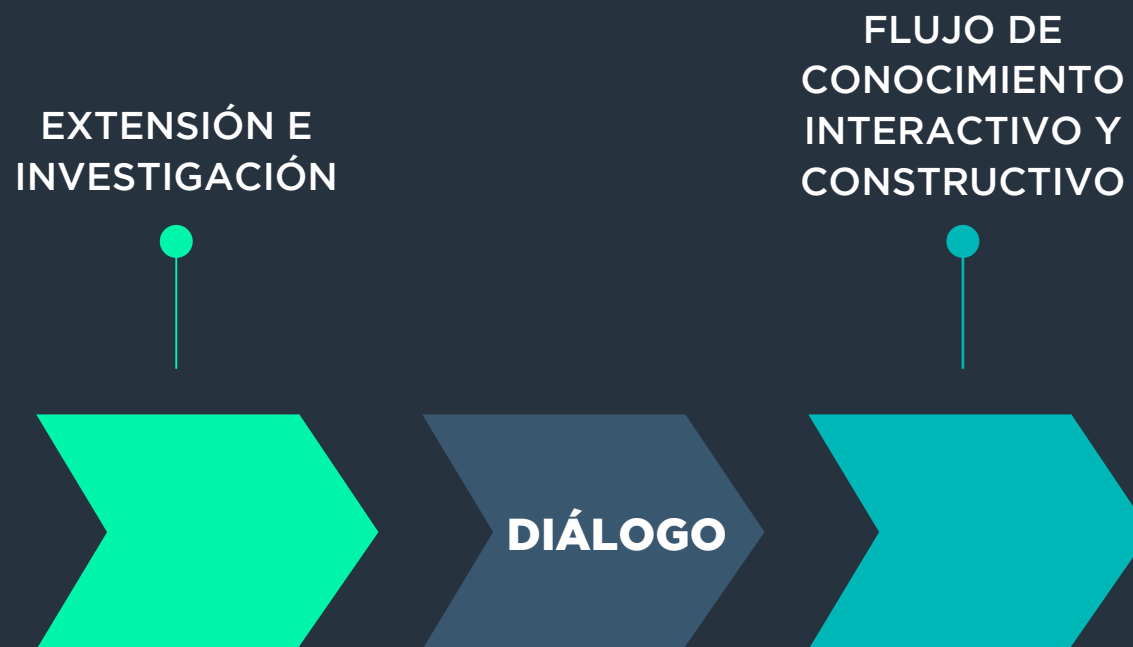 EXTENSIÓN E
INVESTIGACIÓN
FLUJO DE
CONOCIMIENTO
INTERACTIVO Y
CONSTRUCTIVO
DIÁLOGO